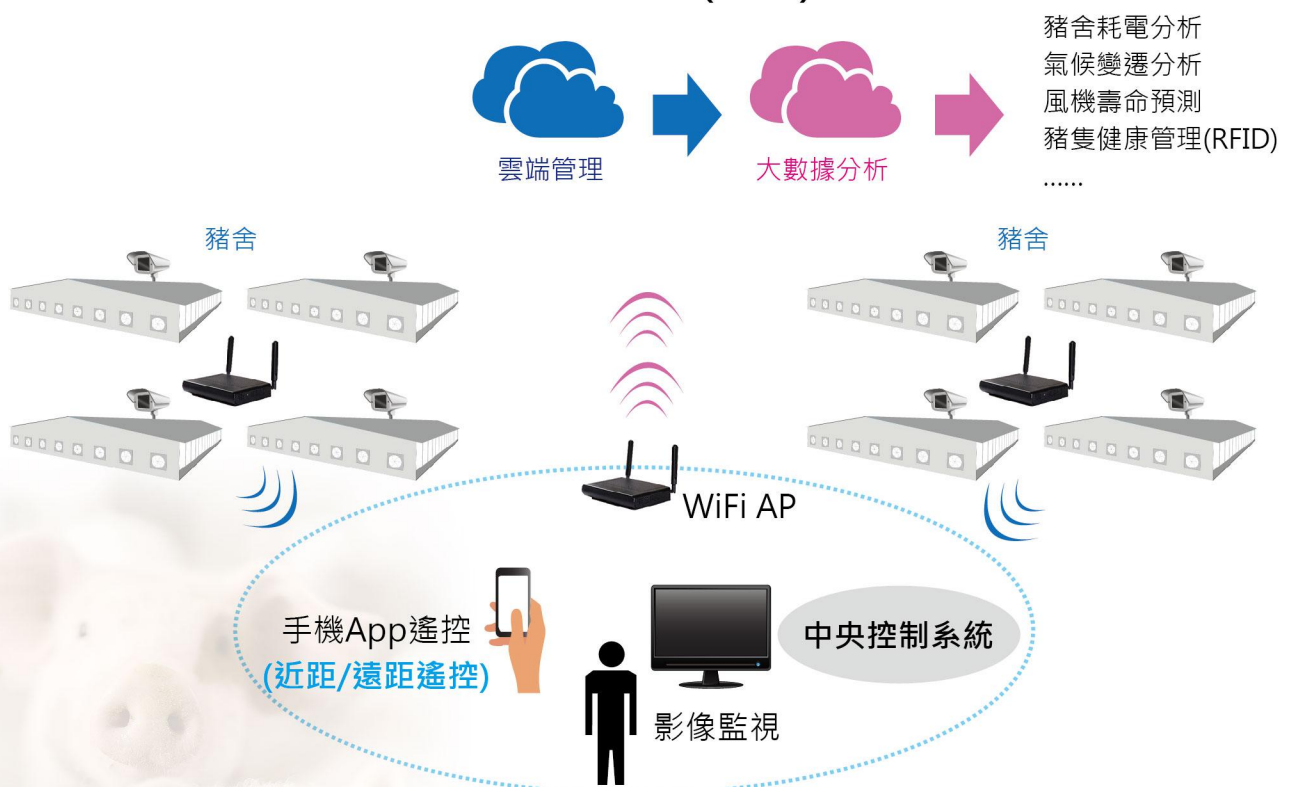 豬舍耗電分析
氣候變遷分析
風機壽命預測
豬隻健康管理(RFID)
......
雲端管理
大數據分析
豬舍
豬舍
WiFi AP
手機App遙控
(近距/遠距遙控)
中央控制系統
影像監視